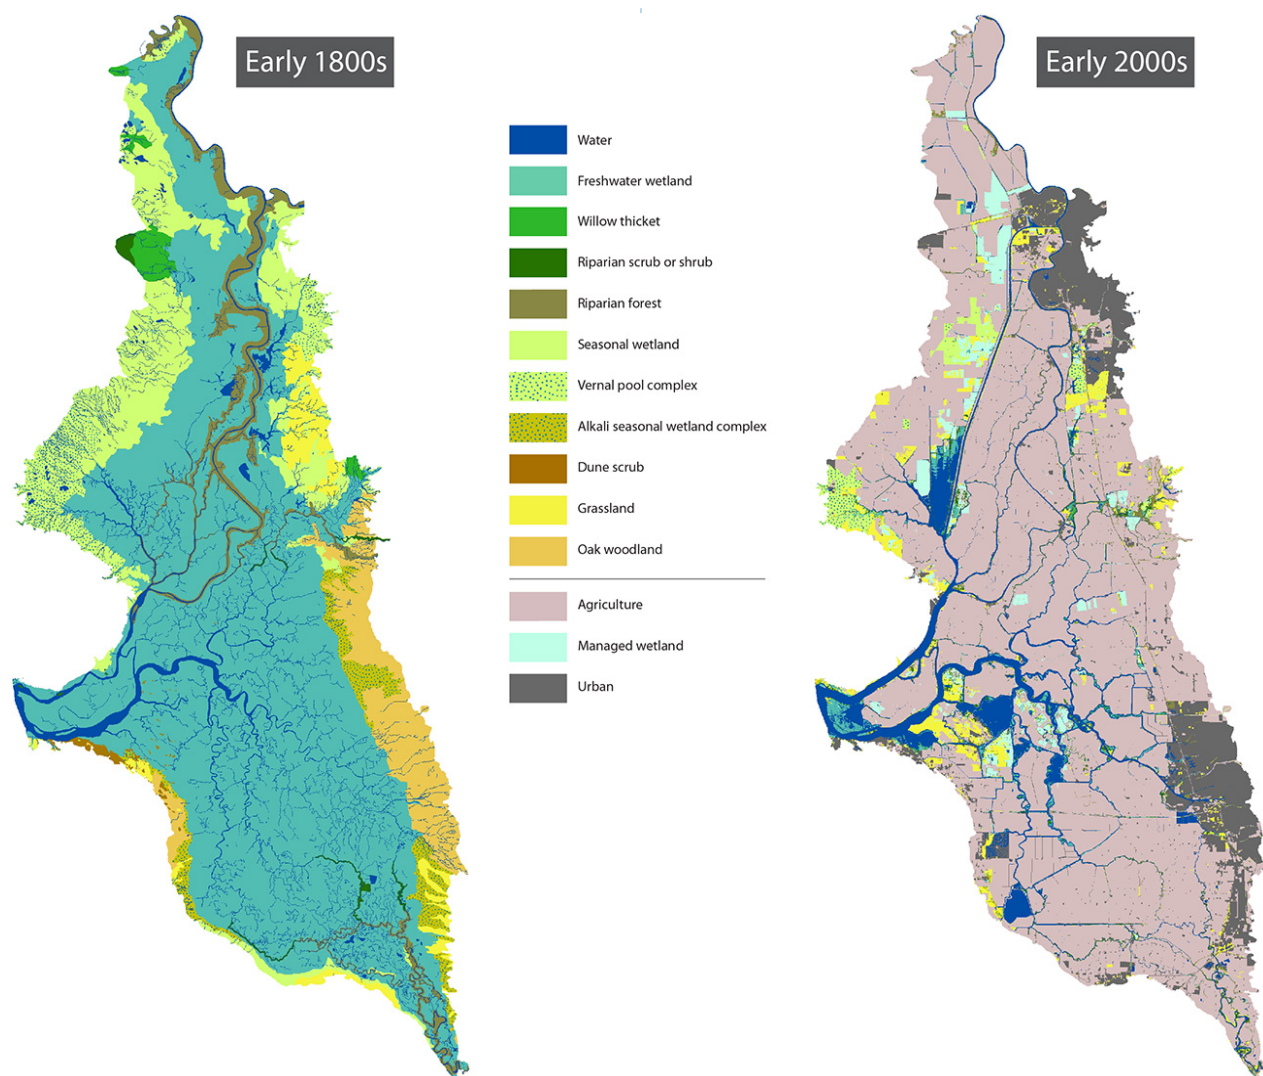 Early 1800s
Early 2000s
Water
Freshwater wetland
Willow thicket
Riparian scrub or shrub
Riparian forest
Seasonal wetland
Vernal pool complex
Alkali seasonal wetland complex
Dune scrub
Grassland
Oak woodland
Agriculture
Managed wetland
Urban